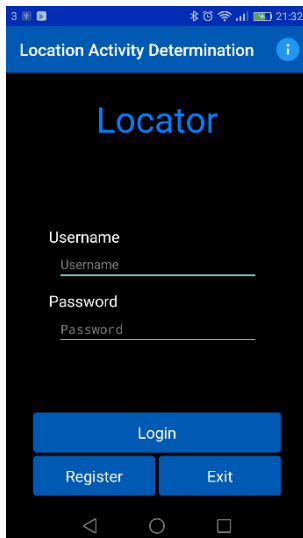 3 21:32
Location Activity Determination i
Locator
Username
Username
Password
Password
Login
Register Exit